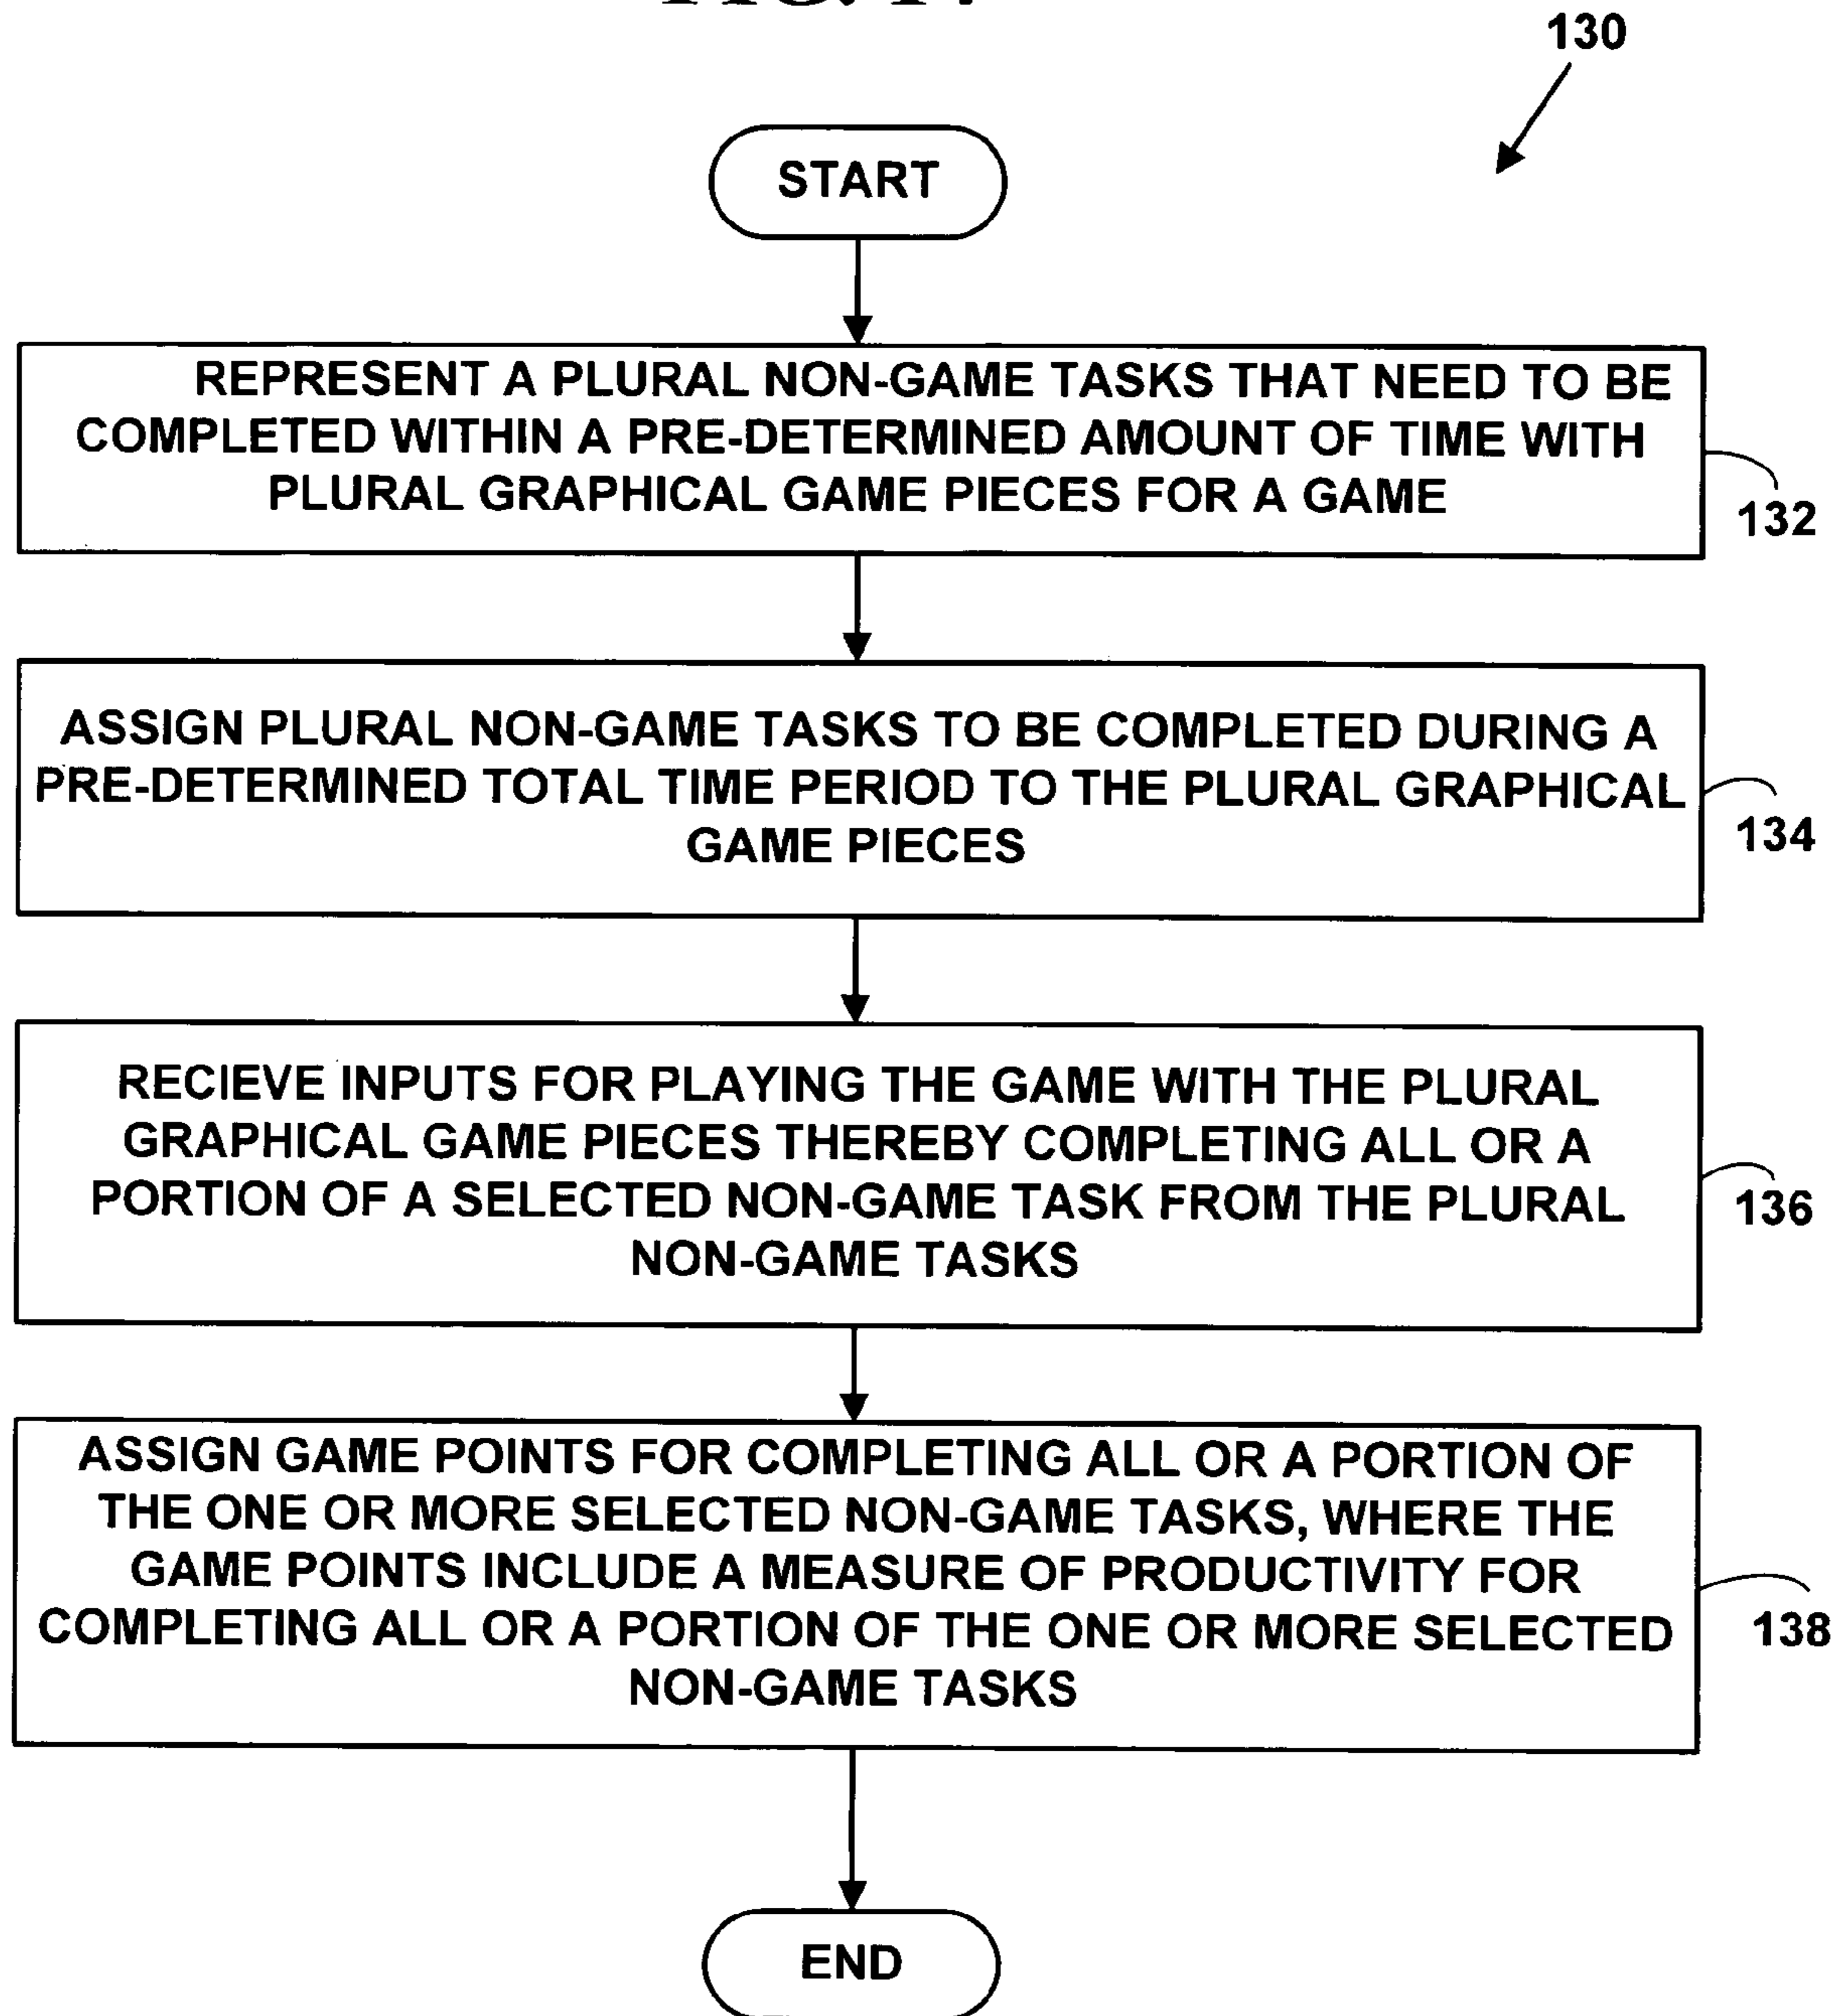 130
START
REPRESENT A PLURAL NON-GAME TASKS THAT NEED TO BE
COMPLETED WITHIN A PRE-DETERMINED AMOUNT OF TIME WITH
PLURAL GRAPHICAL GAME PIECES FOR A GAME
132
ASSIGN PLURAL NON-GAME TASKS TO BE COMPLETED DURING A
PRE-DETERMINED TOTAL TIME PERIOD TO THE PLURAL GRAPHICAL
GAME PIECES
134
RECIEVE INPUTS FOR PLAYING THE GAME WITH THE PLURAL
GRAPHICAL GAME PIECES THEREBY COMPLETING ALL OR A
PORTION OF A SELECTED NON-GAME TASK FROM THE PLURAL
NON-GAME TASKS
136
ASSIGN GAME POINTS FOR COMPLETING ALL OR A PORTION OF
THE ONE OR MORE SELECTED NON-GAME TASKS, WHERE THE
GAME POINTS INCLUDE A MEASURE OF PRODUCTIVITY FOR
COMPLETING ALL OR A PORTION OF THE ONE OR MORE SELECTED
NON-GAME TASKS
138
END